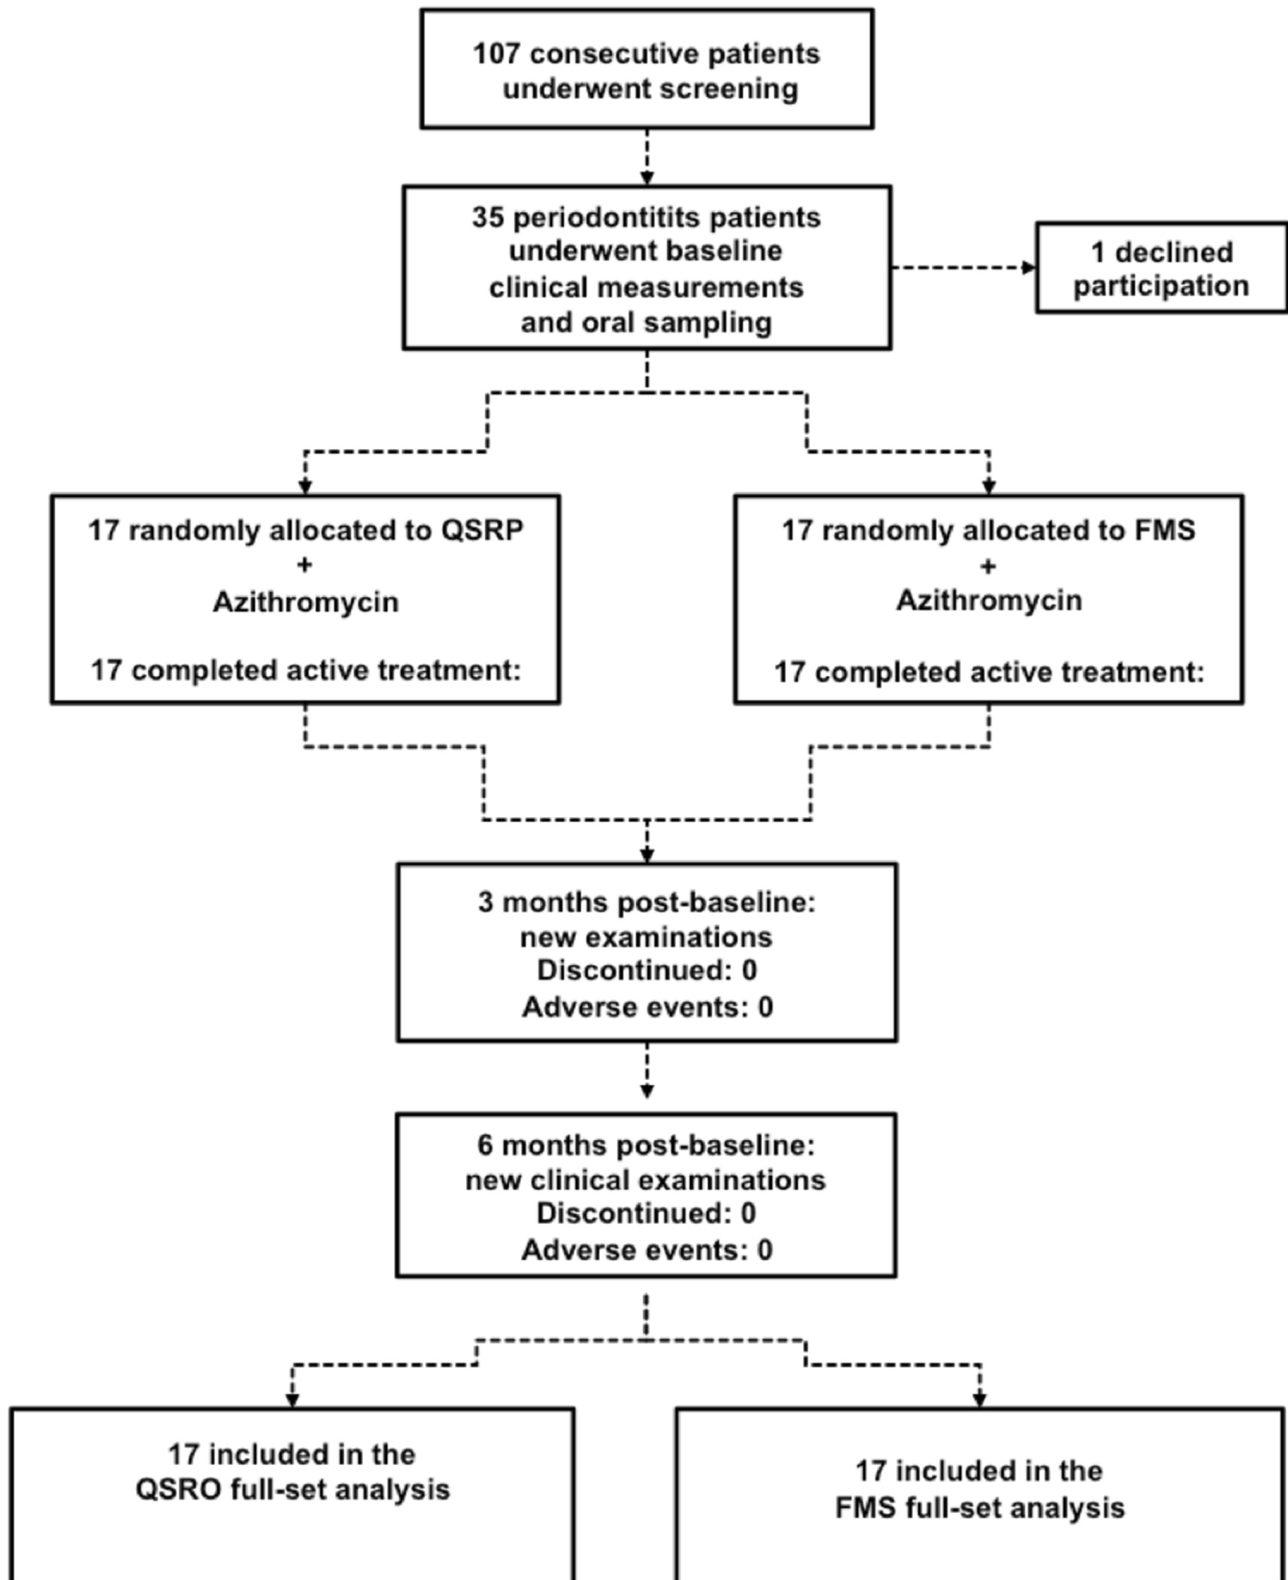 107 consecutive patients
underwent screening
35 periodontitits patients
underwent baseline
clinical measurements
and oral sampling
1 declined
participation
17 randomly allocated to QSRP
+
Azithromycin
17 completed active treatment:
17 randomly allocated to FMS
+
Azithromycin
17 completed active treatment:
3 months post-baseline:
new examinations
Discontinued: 0
Adverse events: 0
6 months post-baseline:
new clinical examinations
Discontinued: 0
Adverse events: 0
17 included in the
QSRO full-set analysis
17 included in the
FMS full-set analysis